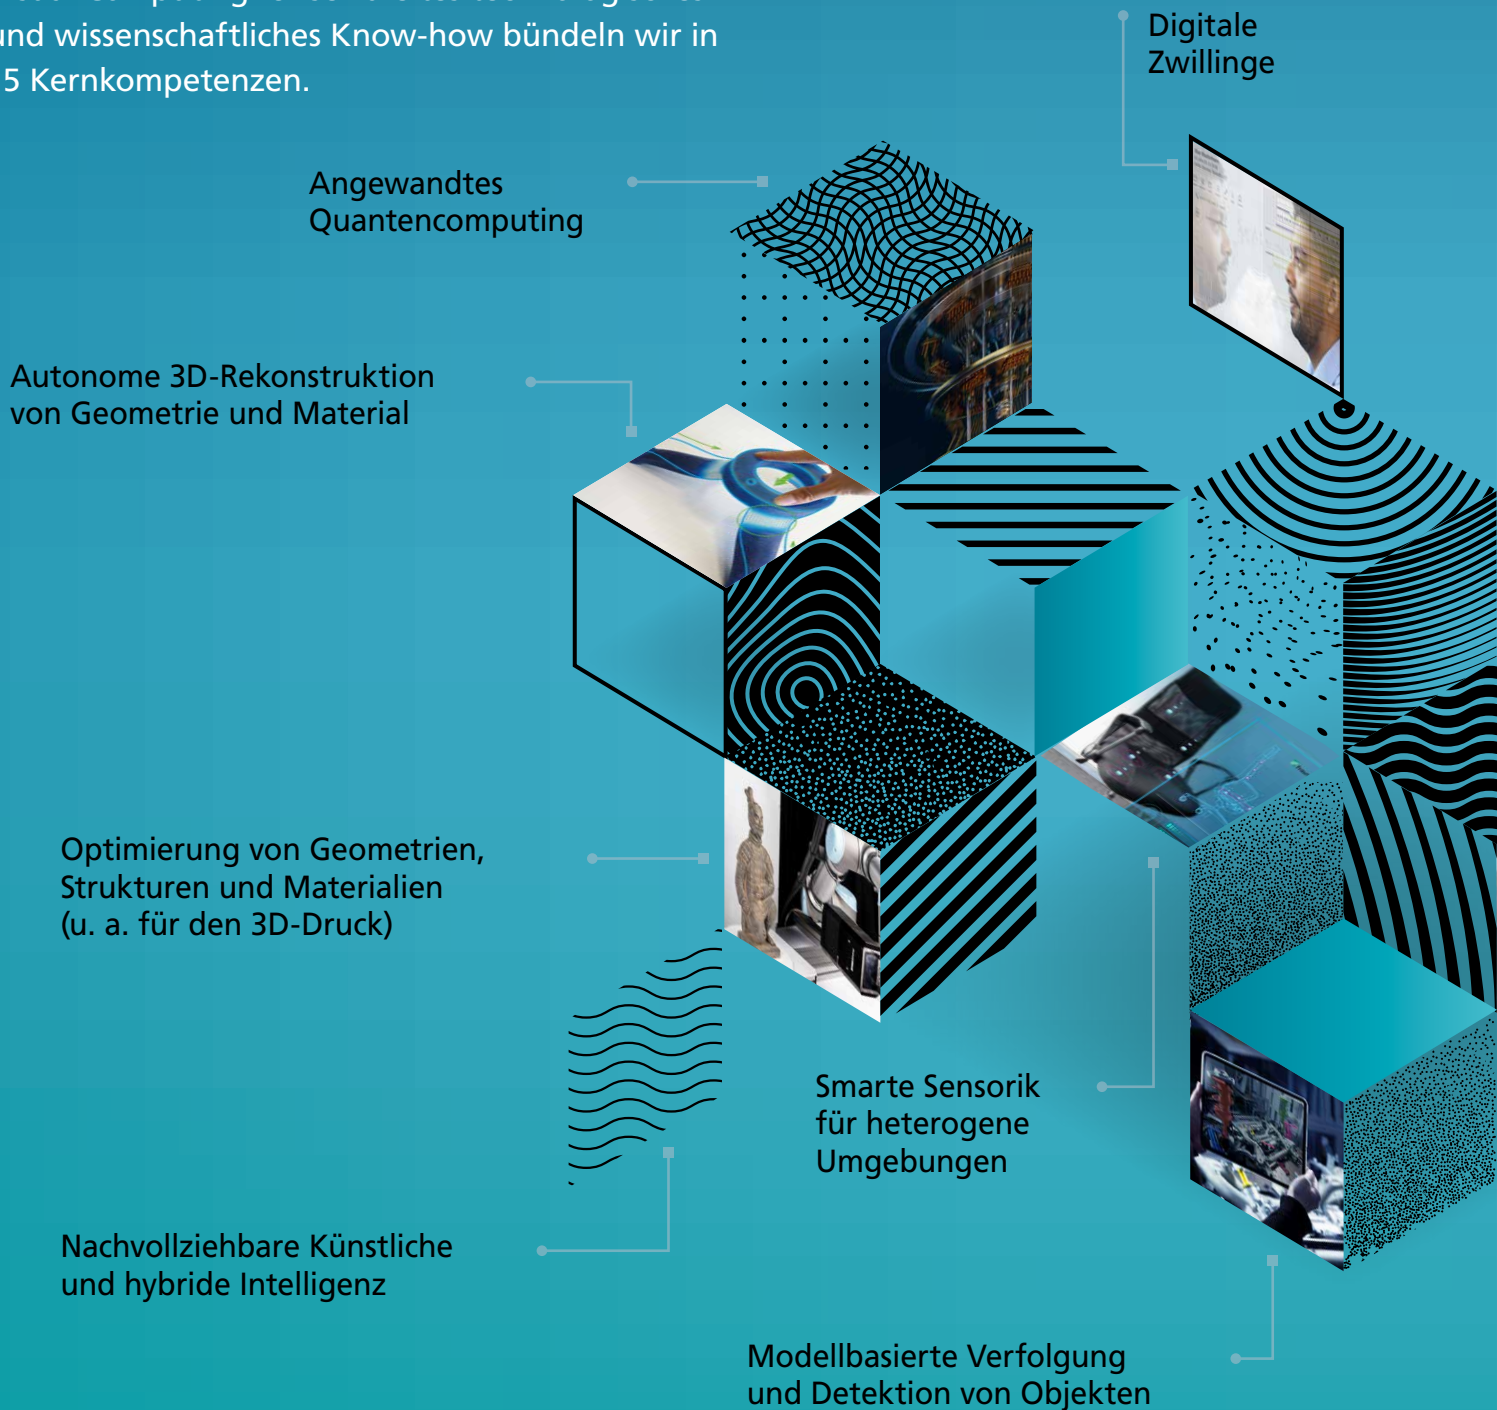 und wissenschaftliches Know-how bündeln wir in
5 Kernkompetenzen.
Digitale
Zwillinge
Angewandtes
Quantencomputing
Autonome 3D-Rekonstruktion
von Geometrie und Material
Optimierung von Geometrien,
Strukturen und Materialien
(u. a. für den 3D-Druck)
Smarte Sensorik
für heterogene
Umgebungen
Nachvollziehbare Künstliche
und hybride Intelligenz
Modellbasierte Verfolgung
und Detektion von Objekten